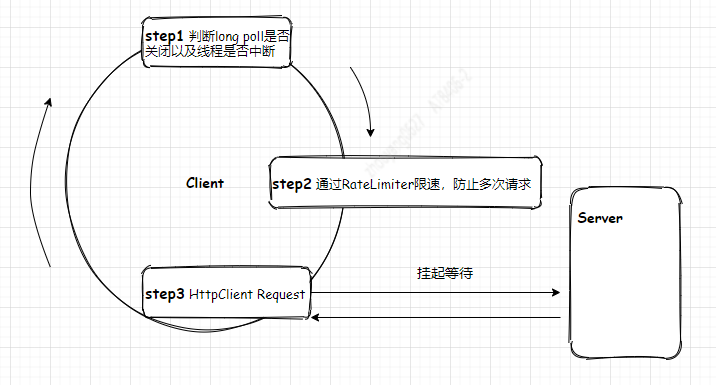 step1 判断long poll是否
关闭以及线程是否中断
Client
step2 通过RateLimiter限速，防止多次请求
Server
挂起等待
step3 HttpClient Request